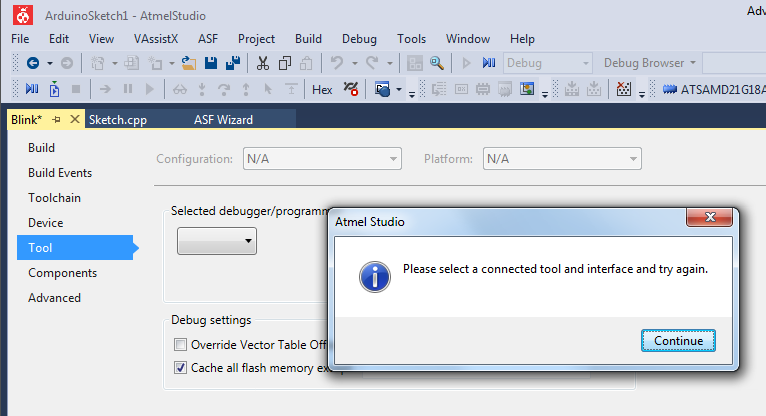 ArduinoSketch1 - AtmelStudio
File Edit View VAssistX ASF Project Build Debug Tools Window Help
Debug Debug Browser
Hex ATSAMD21G18A
Blink* Sketch.cpp ASF Wizard
Build
Build Events
Toolchain
Device
Tool
Components
Advanced
Configuration: N/A Platform: N/A
Selected debugger/programm
Atmel Studio
Please select a connected tool and interface and try again.
Continue
Debug settings
Override Vector Table Off
Cache all flash memory